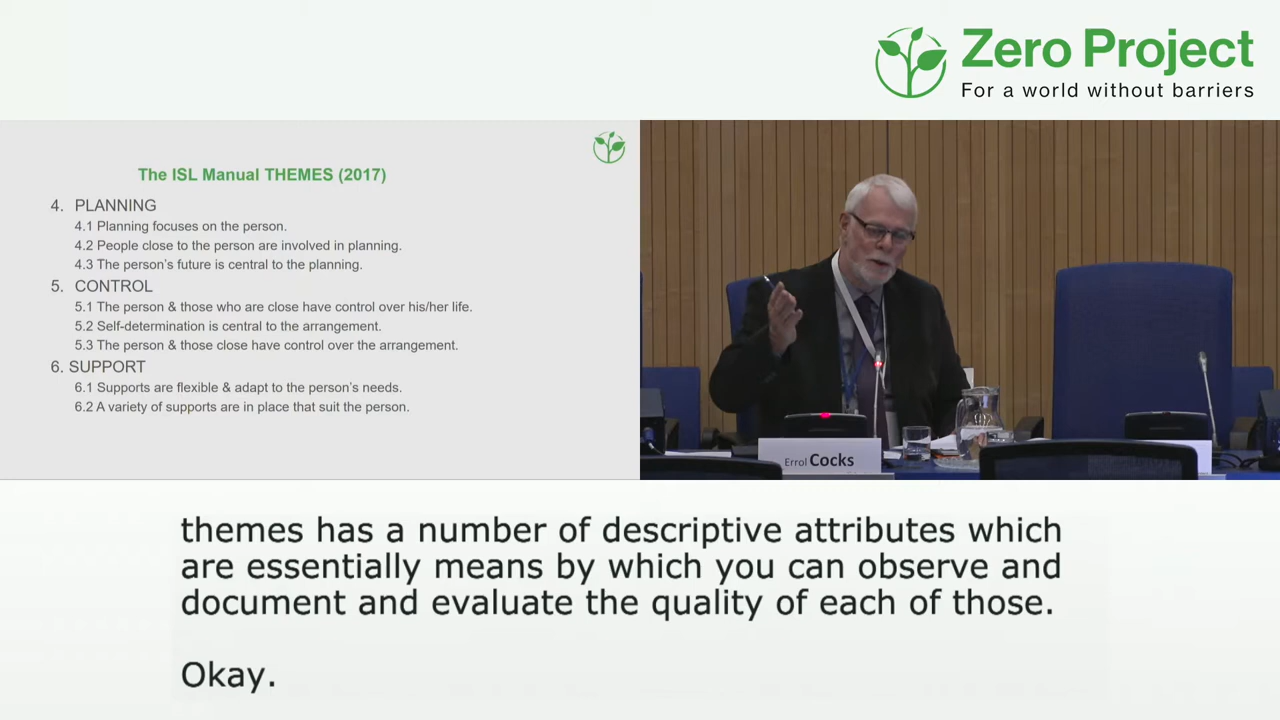 Zero Project
For a world without barriers
The ISL Manual THEMES (2017)
4. PLANNING
4.1 Planning focuses on the person.
4.2 People close to the person are involved in planning.
4.3 The person's future is central to the planning.
5. CONTROL
5.1 The person & those who are close have control over his/her life.
5.2 Self-determination is central to the arrangement.
5.3 The person & those close have control over the arrangement.
6. SUPPORT
6.1 Supports are flexible & adapt to the person's needs.
6.2 A variety of supports are in place that suit the person.
Errol Cocks
themes has a number of descriptive attributes which
are essentially means by which you can observe and
document and evaluate the quality of each of those.
Okay.